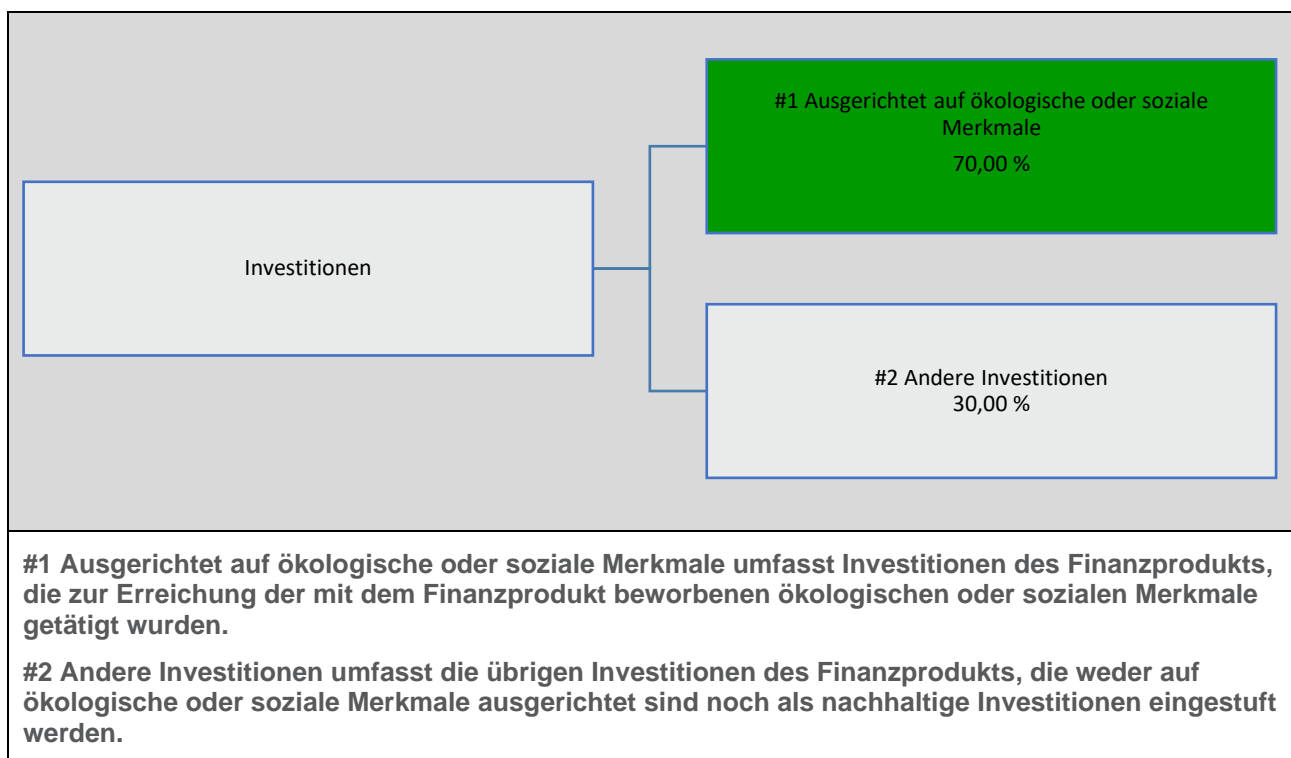 #1 Ausgerichtet auf ökologische oder soziale
Merkmale
70,00 %
Investitionen
#2 Andere Investitionen
30,00 %
#1 Ausgerichtet auf ökologische oder soziale Merkmale umfasst Investitionen des Finanzprodukts,
die zur Erreichung der mit dem Finanzprodukt beworbenen ökologischen oder sozialen Merkmale
getätigt wurden.
#2 Andere Investitionen umfasst die übrigen Investitionen des Finanzprodukts, die weder auf
ökologische oder soziale Merkmale ausgerichtet sind noch als nachhaltige Investitionen eingestuft
werden.